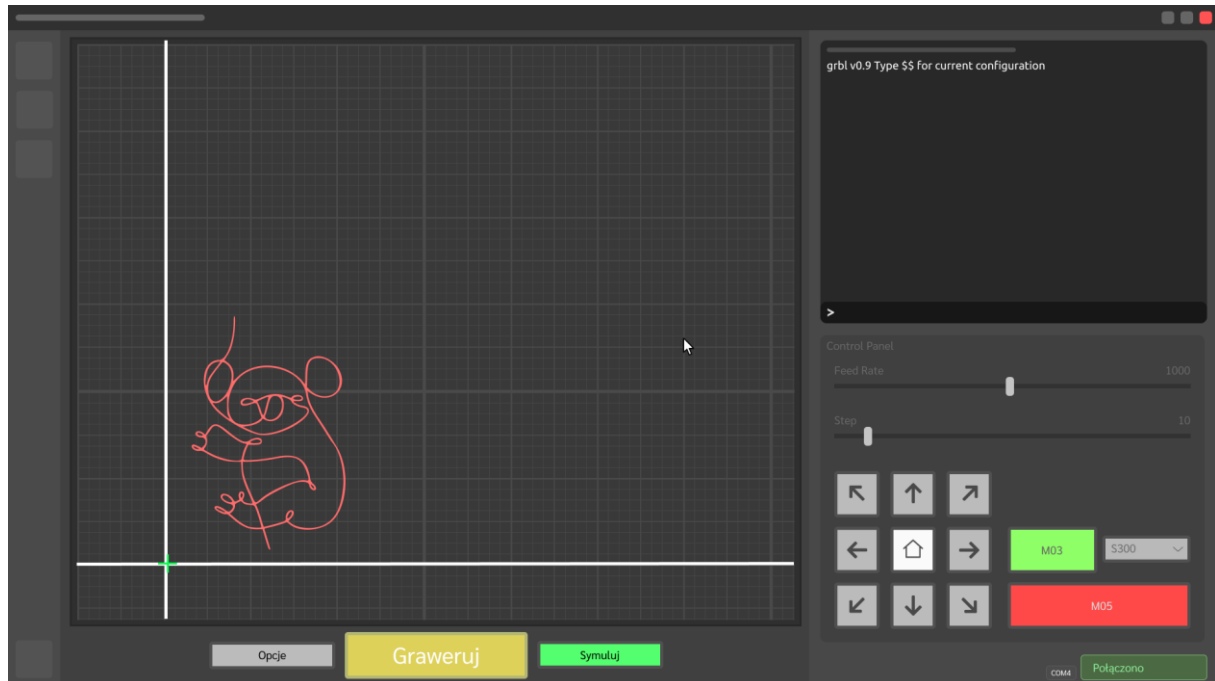 grbl v0.9 Type $$ for current configuration
>
Control Panel
Feed Rate 1000
Step 10
M03 S300
M05
Opcje Graweruj Symuluj
COM4 Połączono